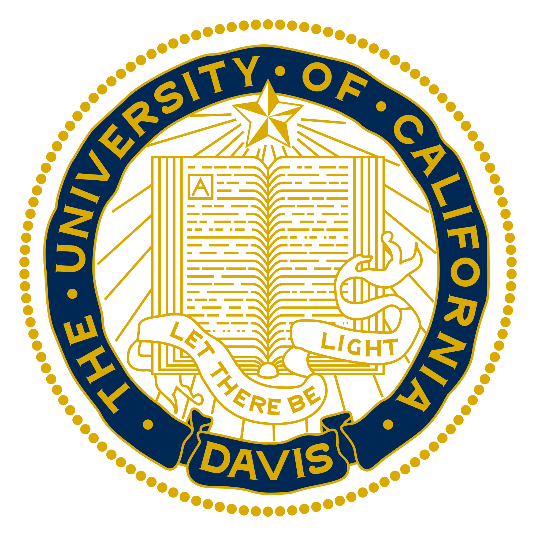 THE · UNIVERSITY · OF · CALIFORNIA
A
LET THERE BE LIGHT
DAVIS